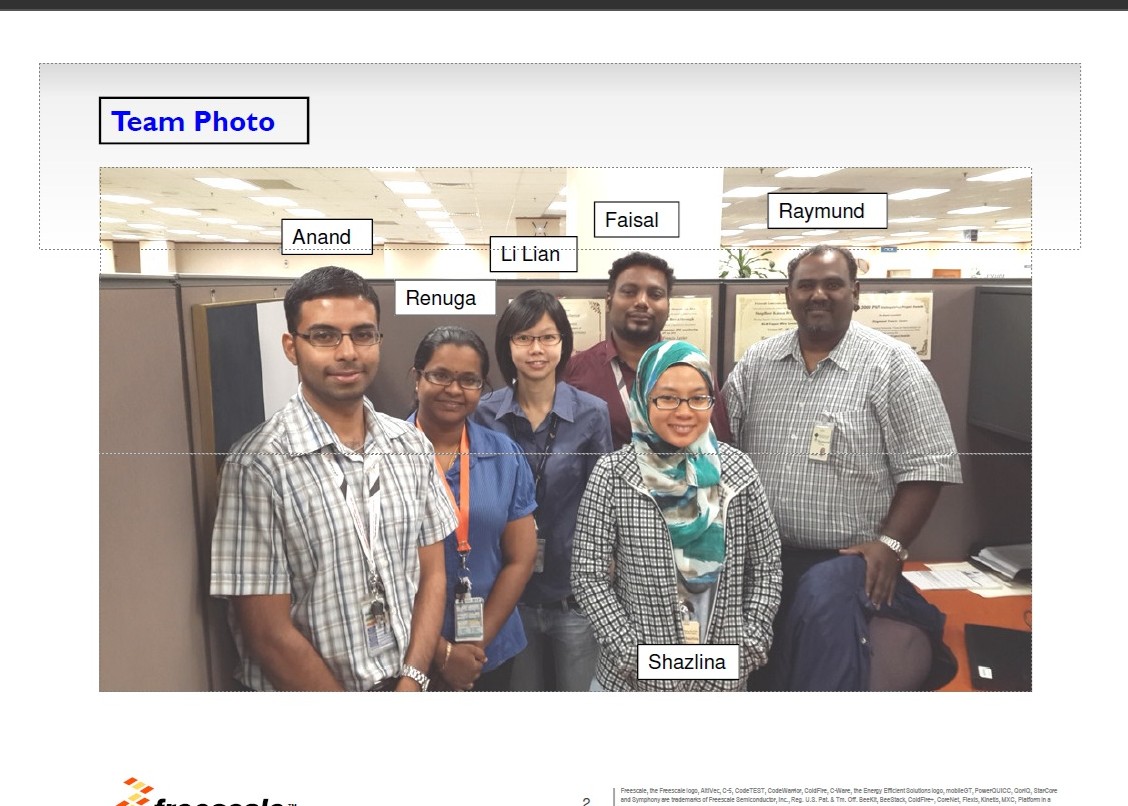 Team Photo
Anand
Faisal
Raymund
Li Lian
Renuga
Shazlina
freescale™
2
Freescale, the Freescale logo, AltiVec, C-5, CodeTEST, CodeWarrior, ColdFire, C-Ware, the Energy Efficient Solutions logo, mobileGT, PowerQUICC, QorIQ, StarCore
and Symphony are trademarks of Freescale Semiconductor, Inc., Reg. U.S. Pat. & Tm. Off. BeeKit, BeeStack, ColdFire+, CoreNet, Flexis, Kinetis, MXC, Platform in a